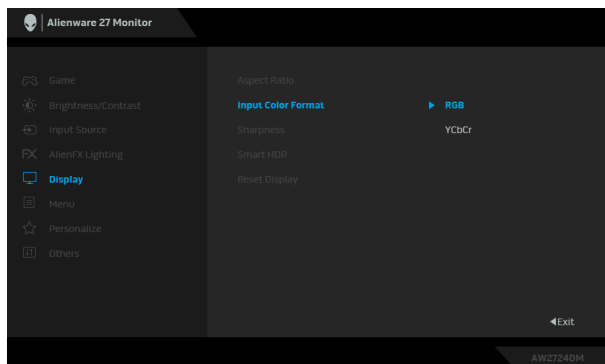 Alienware 27 Monitor
Game
Brightness/Contrast
Input Source
AlienFX Lighting
Display
Menu
Personalize
Others
Aspect Ratio
Input Color Format
RGB
Sharpness
YCbCr
Smart HDR
Reset Display
Exit
AW2724DM